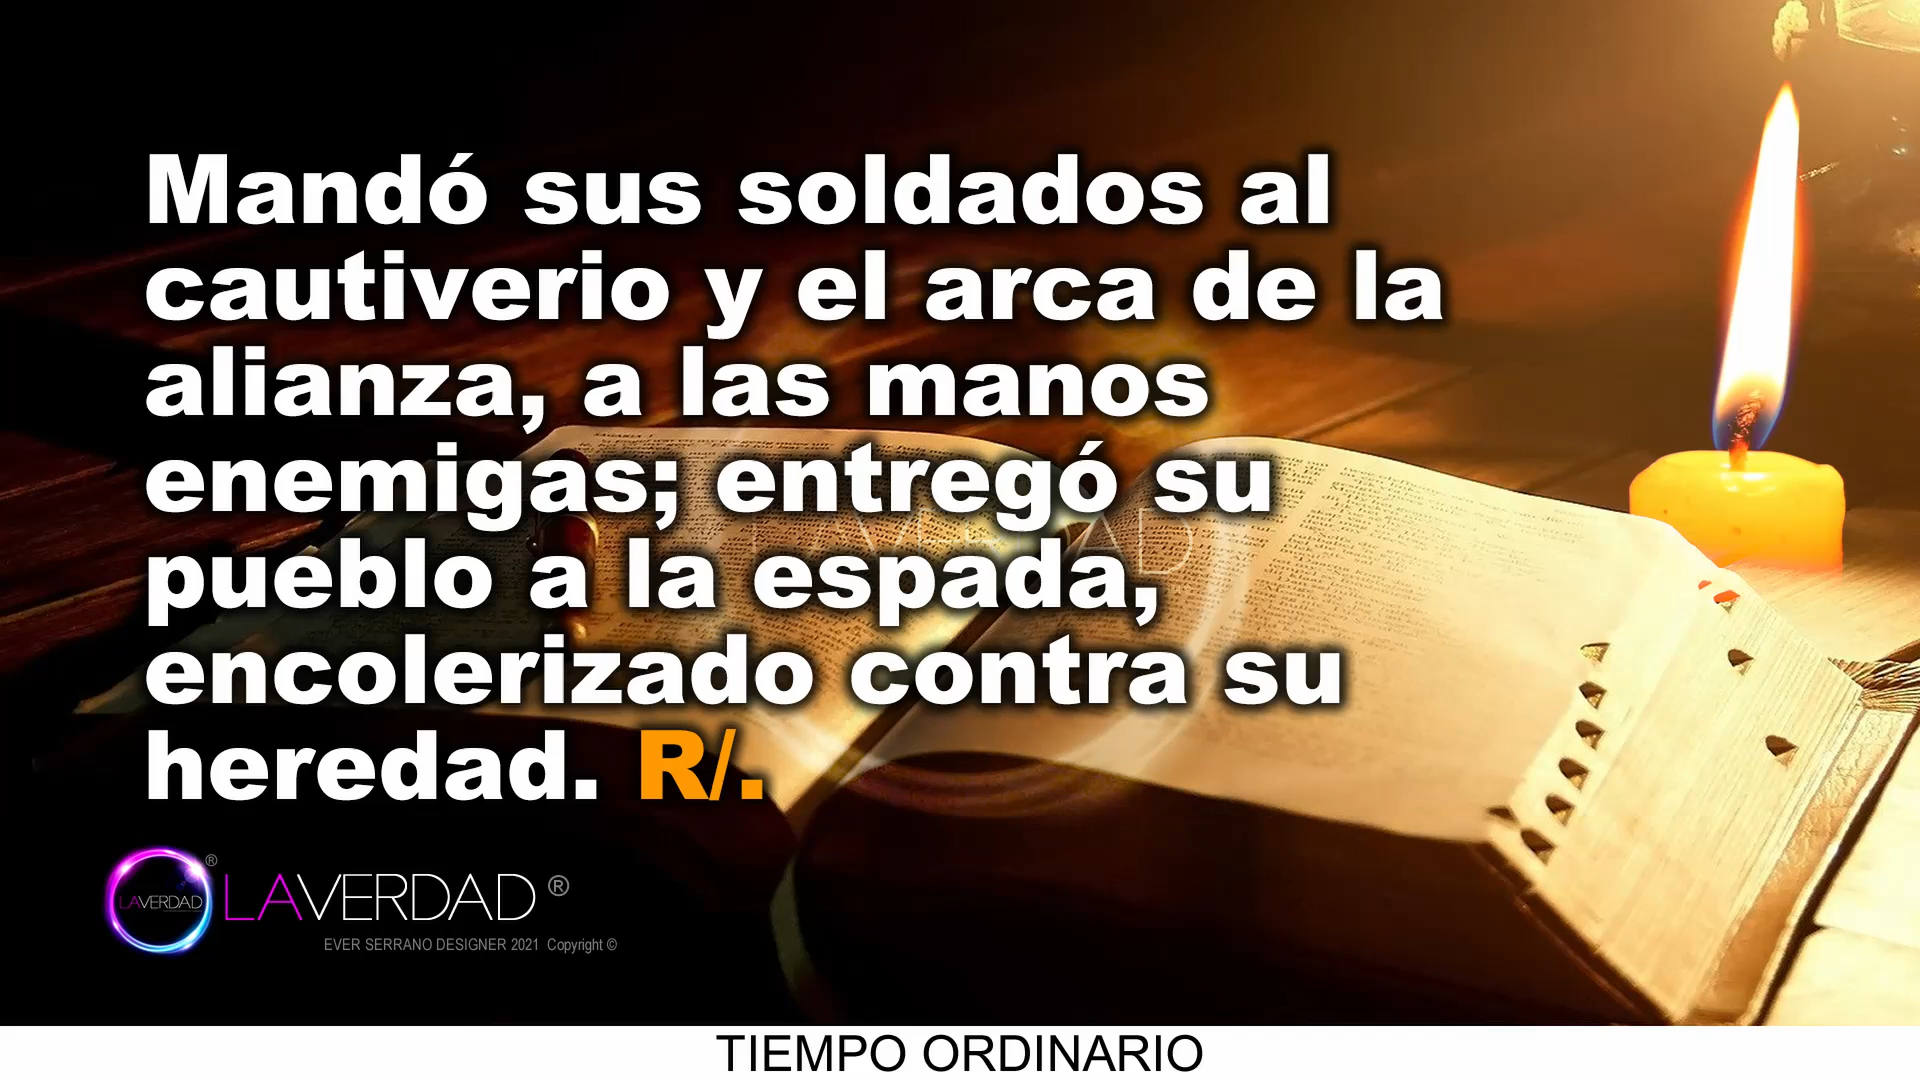 Mandó sus soldados al
cautiverio y el arca de la
alianza, a las manos
enemigas; entregó su
pueblo a la espada,
encolerizado contra su
heredad. R/.
LAVERDAD ® LAVERDAD ®
EVER SERRANO DESIGNER 2021 Copyright ©
TIEMPO ORDINARIO